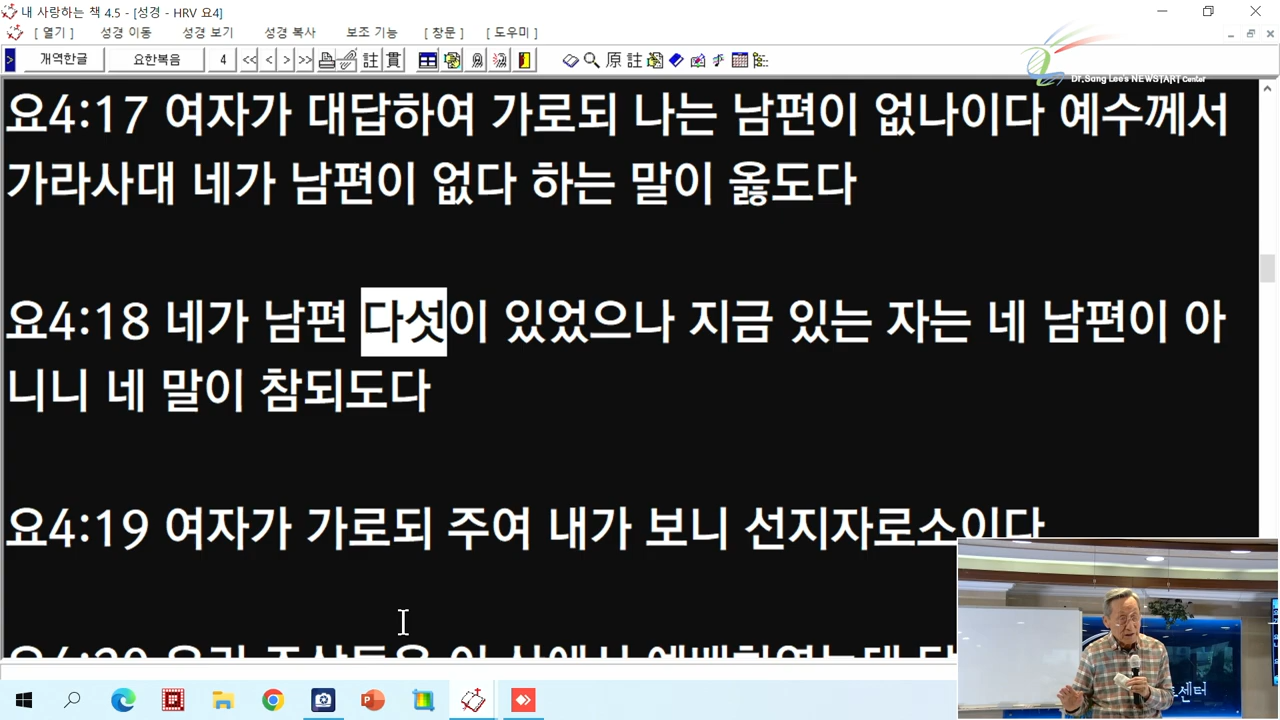 내 사랑하는 책 4.5 - [성경 - HRV 요4]
[ 열기 ] 성경 이동 성경 보기 성경 복사 보조 기능 [ 창문 ] [ 도우미 ]
> 개역한글 요한복음 4 << < > >> 註 貫 原 註
Dr.Sang Lee's NEWSTART Center
요4:17 여자가 대답하여 가로되 나는 남편이 없나이다 예수께서
가라사대 네가 남편이 없다 하는 말이 옳도다
요4:18 네가 남편 다섯이 있었으나 지금 있는 자는 네 남편이 아
니니 네 말이 참되도다
요4:19 여자가 가로되 주여 내가 보니 선지자로소이다
센터